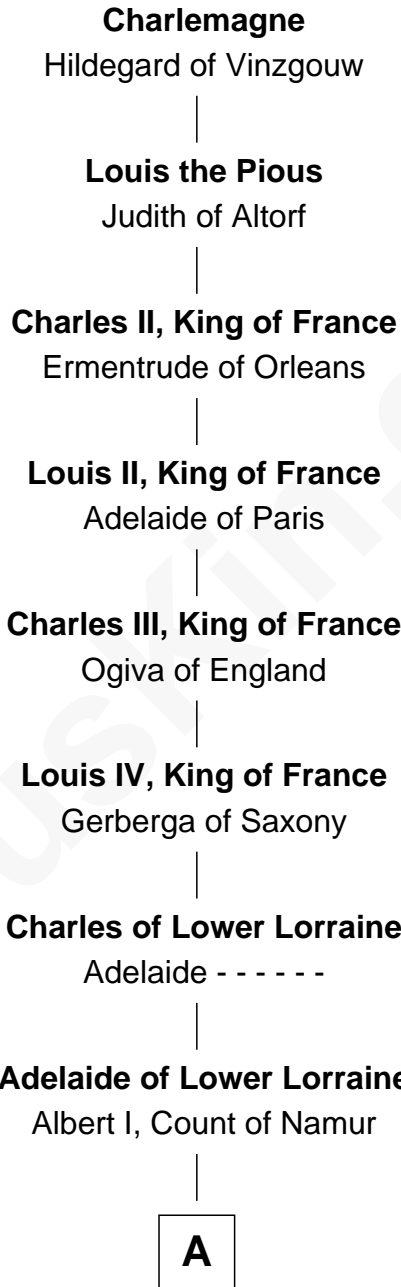 Charlemagne
Hildegard of Vinzgouw
Louis the Pious
Judith of Altorf
Charles II, King of France
Ermentrude of Orleans
Louis II, King of France
Adelaide of Paris
Charles III, King of France
Ogiva of England
Louis IV, King of France
Gerberga of Saxony
Charles of Lower Lorraine
Adelaide - - - - - -
Adelaide of Lower Lorraine
Albert I, Count of Namur
A